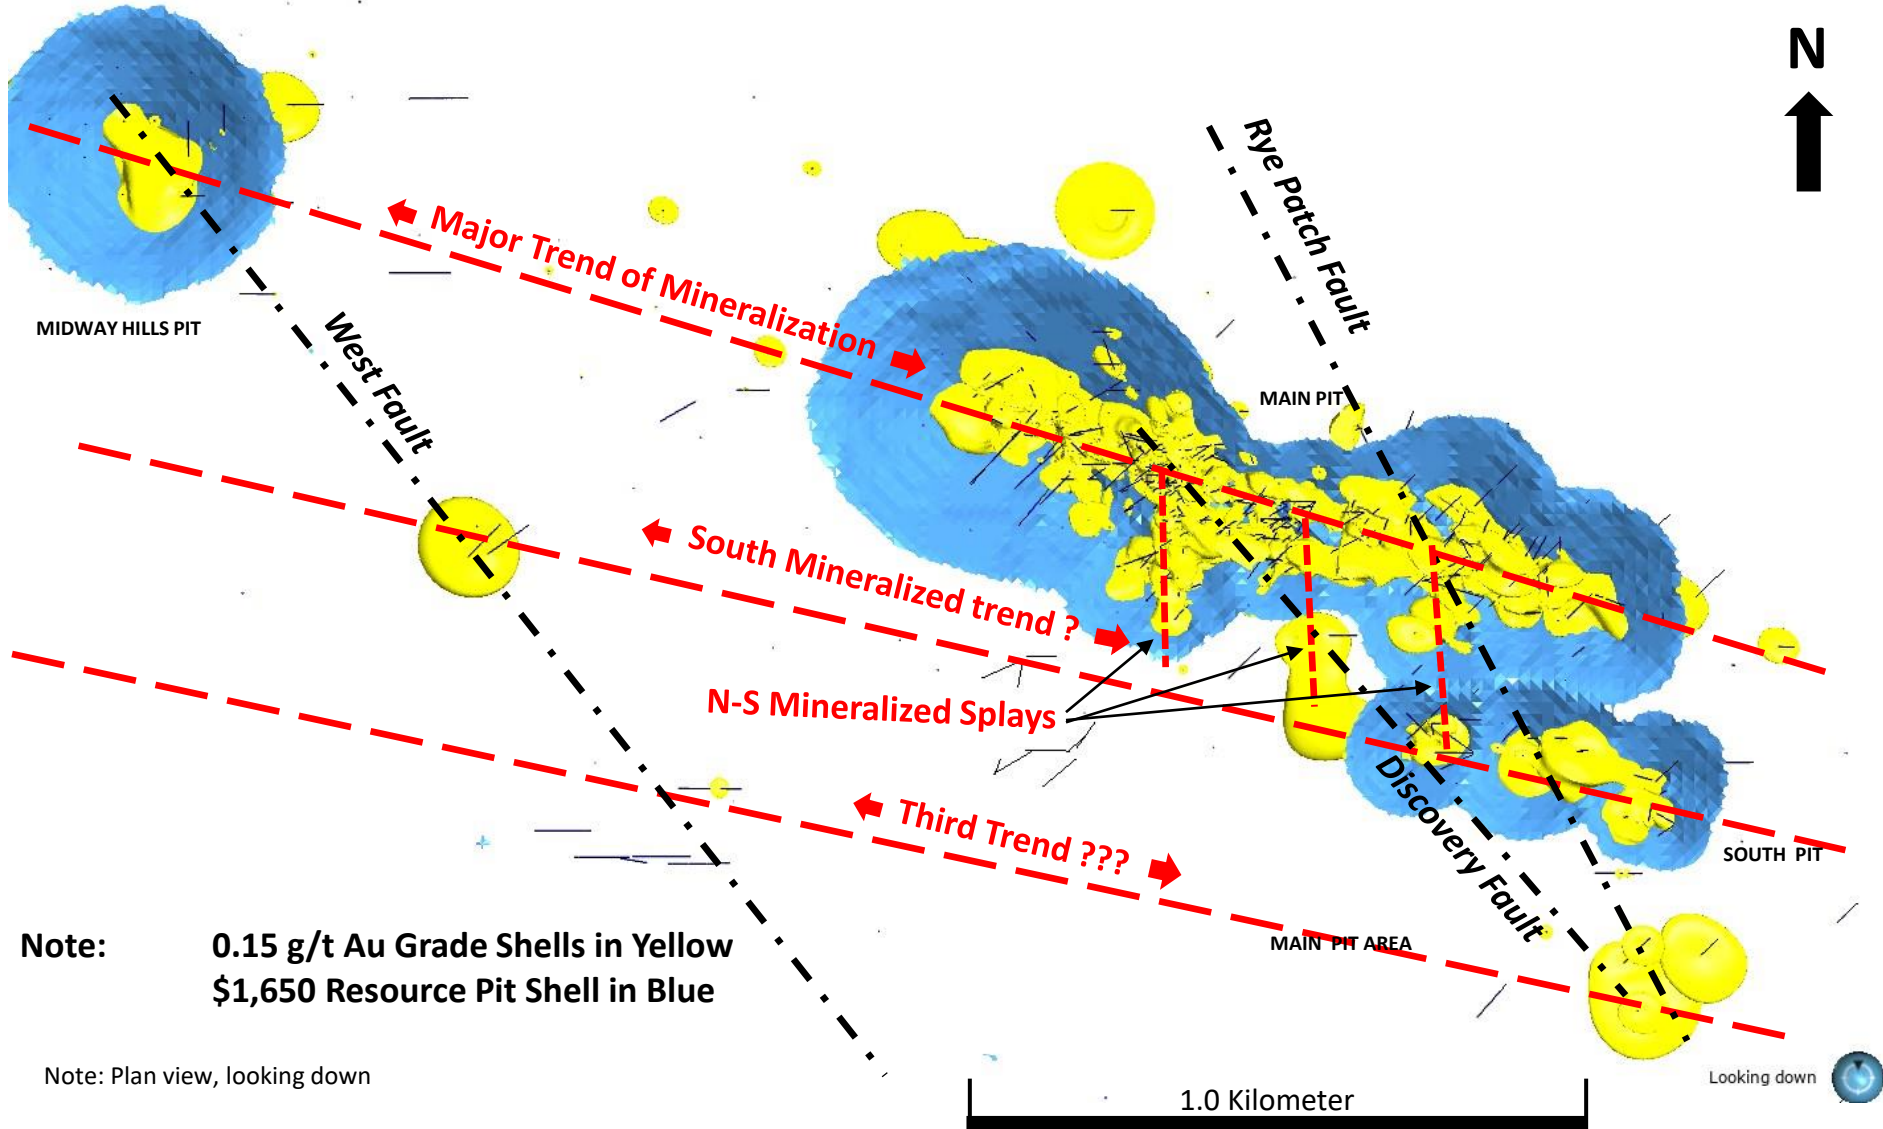 N
Rye Patch Fault
Major Trend of Mineralization
MIDWAY HILLS PIT
West Fault
MAIN PIT
South Mineralized trend ?
N-S Mineralized Splays
Discovery Fault
Third Trend ???
SOUTH PIT
MAIN PIT AREA
Note: 0.15 g/t Au Grade Shells in Yellow
$1,650 Resource Pit Shell in Blue
Note: Plan view, looking down
Looking down
1.0 Kilometer